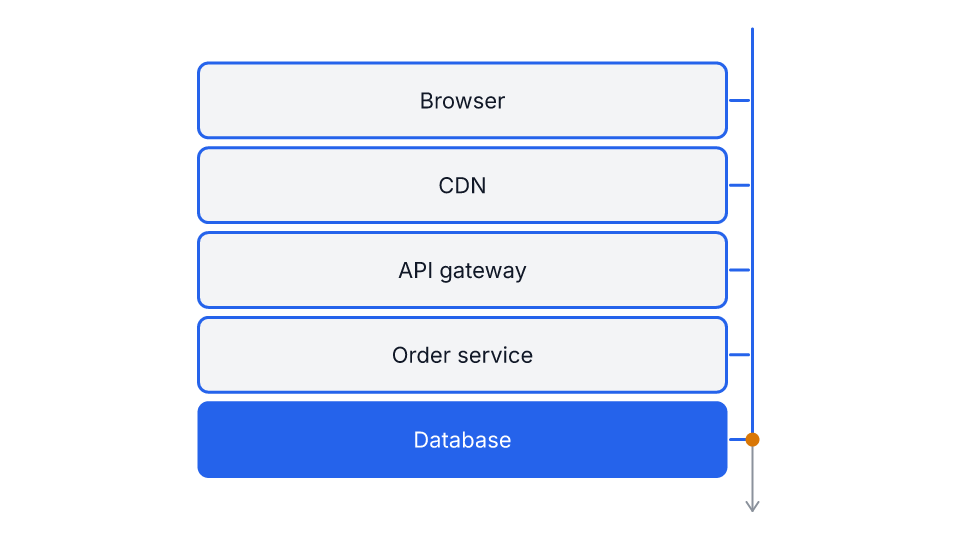 Browser
CDN
API gateway
Order service
Database